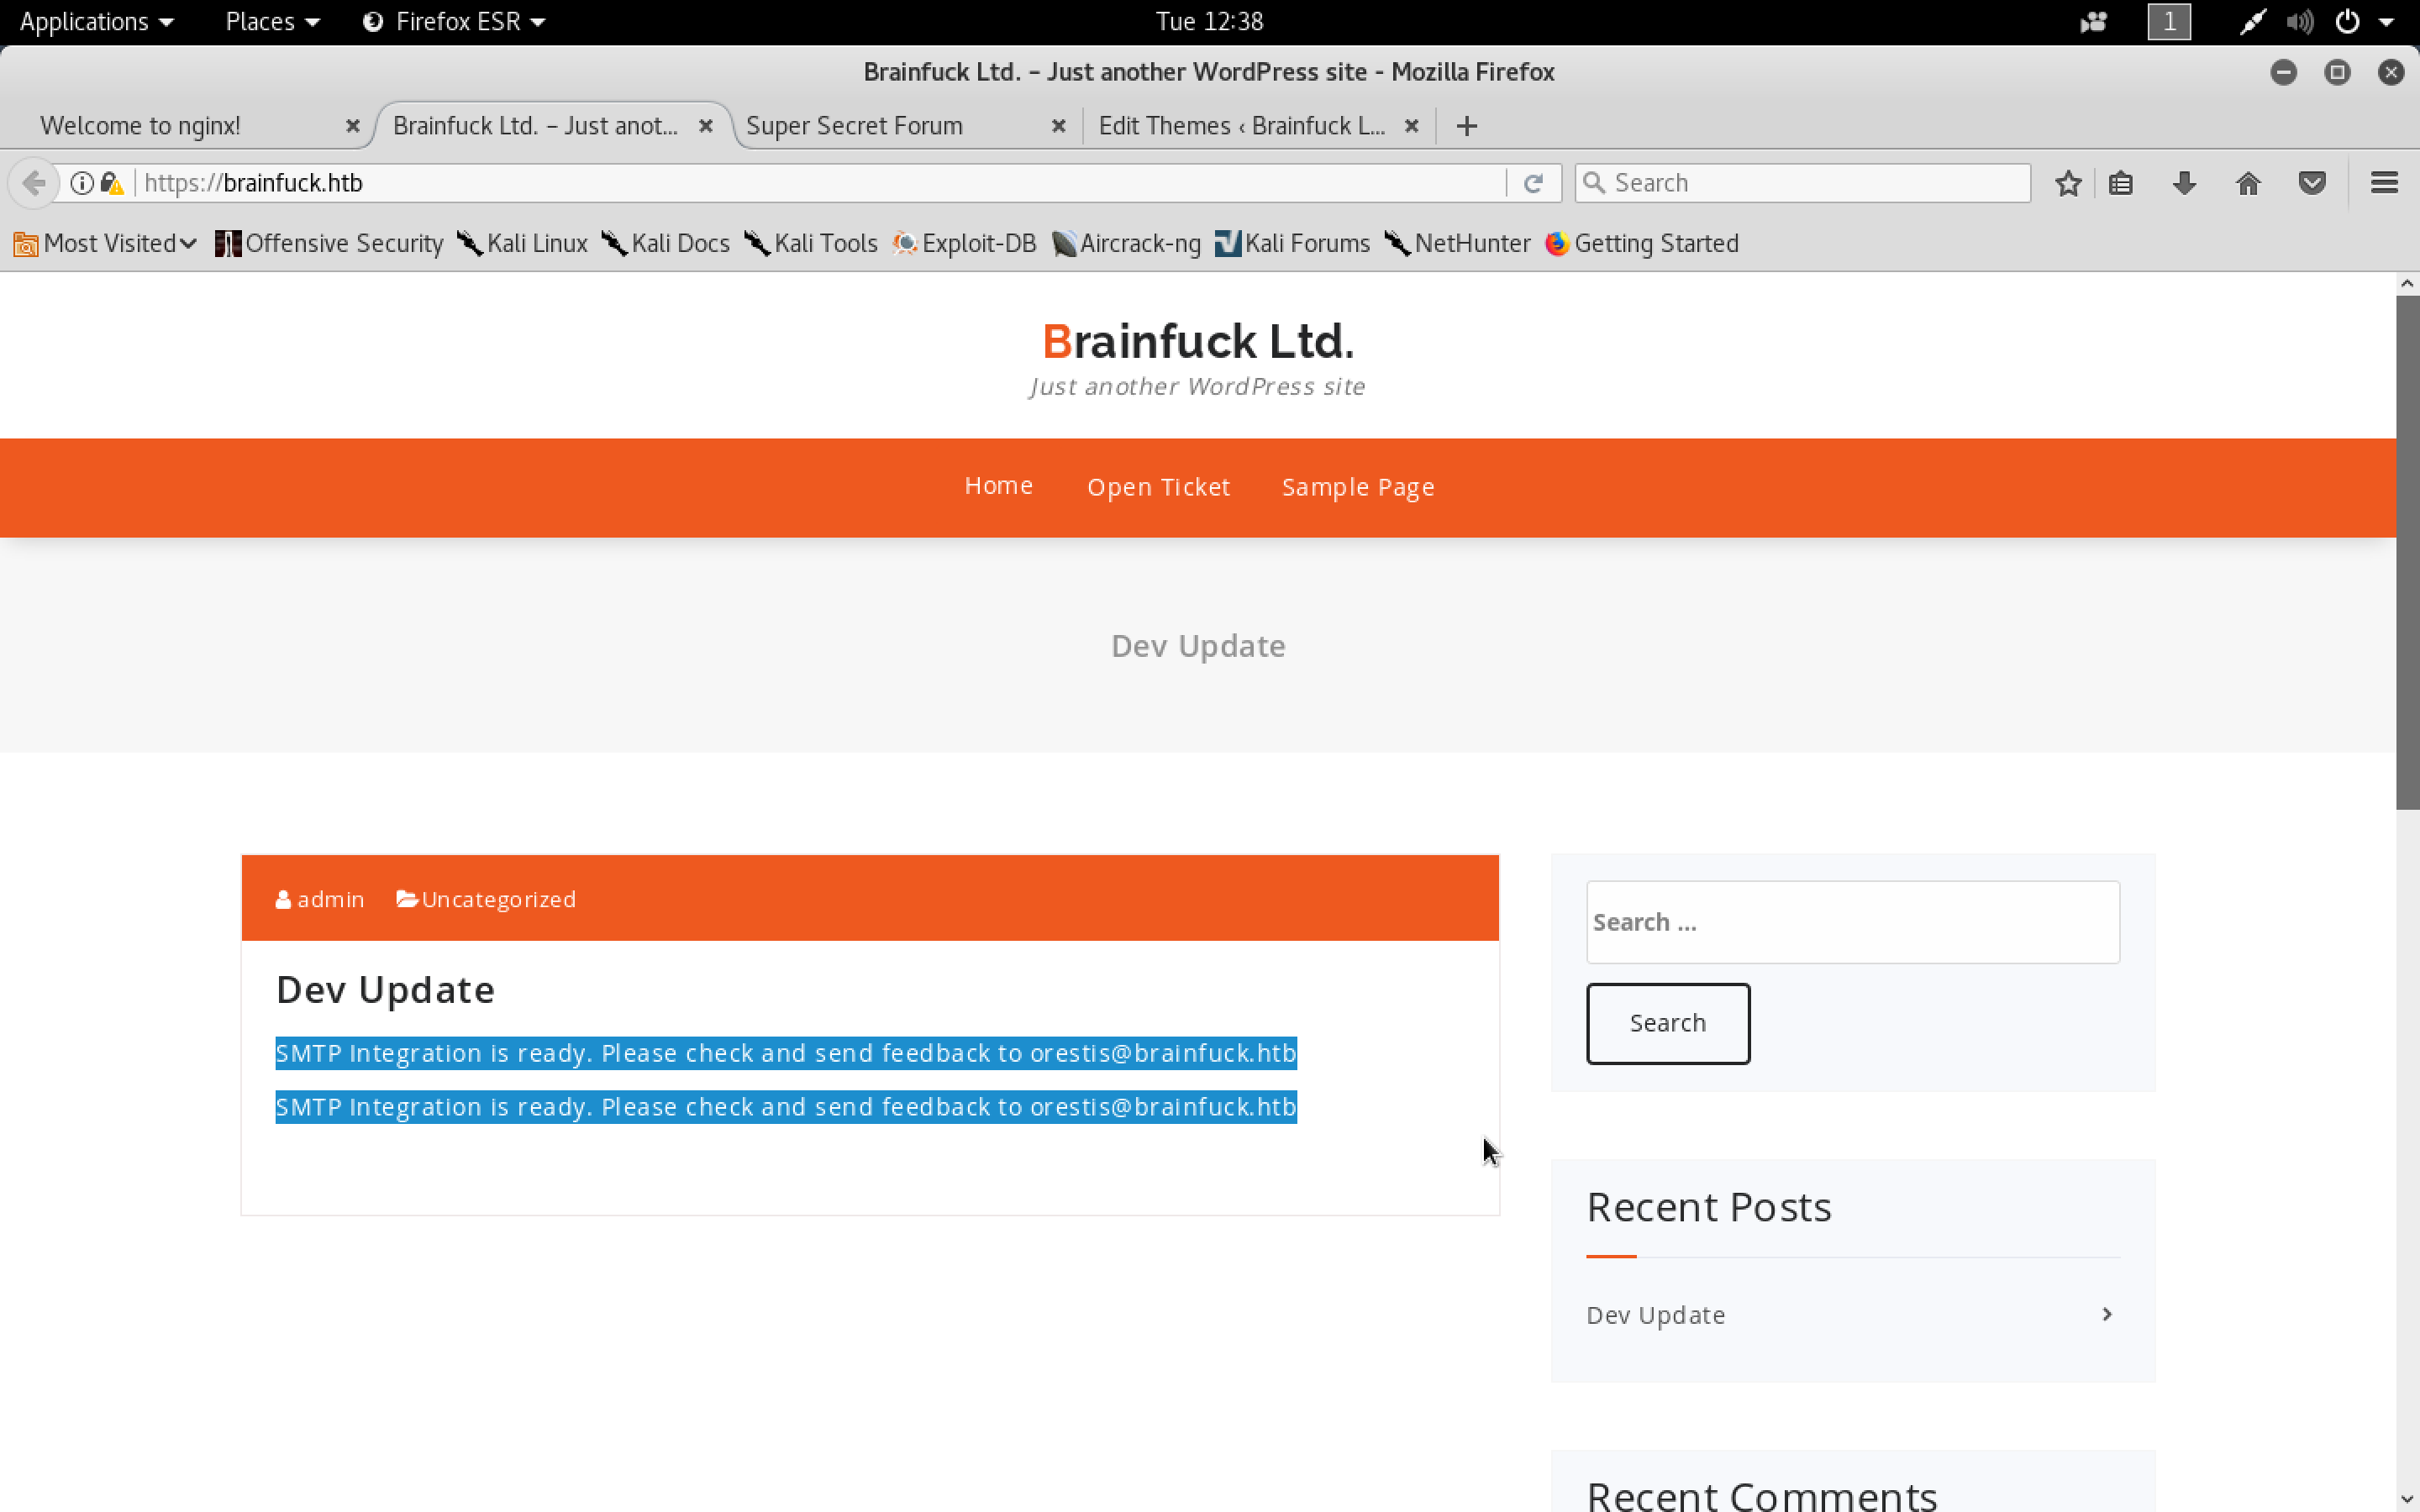 Applications Places Firefox ESR Tue 12:38 1
Brainfuck Ltd. – Just another WordPress site - Mozilla Firefox
Welcome to nginx! Brainfuck Ltd. – Just anot... Super Secret Forum Edit Themes ‹ Brainfuck L...
https://brainfuck.htb Search
Most Visited Offensive Security Kali Linux Kali Docs Kali Tools Exploit-DB Aircrack-ng Kali Forums NetHunter Getting Started
Brainfuck Ltd.
Just another WordPress site
Home Open Ticket Sample Page
Dev Update
admin Uncategorized
Dev Update
SMTP Integration is ready. Please check and send feedback to orestis@brainfuck.htb
SMTP Integration is ready. Please check and send feedback to orestis@brainfuck.htb
Search ...
Search
Recent Posts
Dev Update
Recent Comments